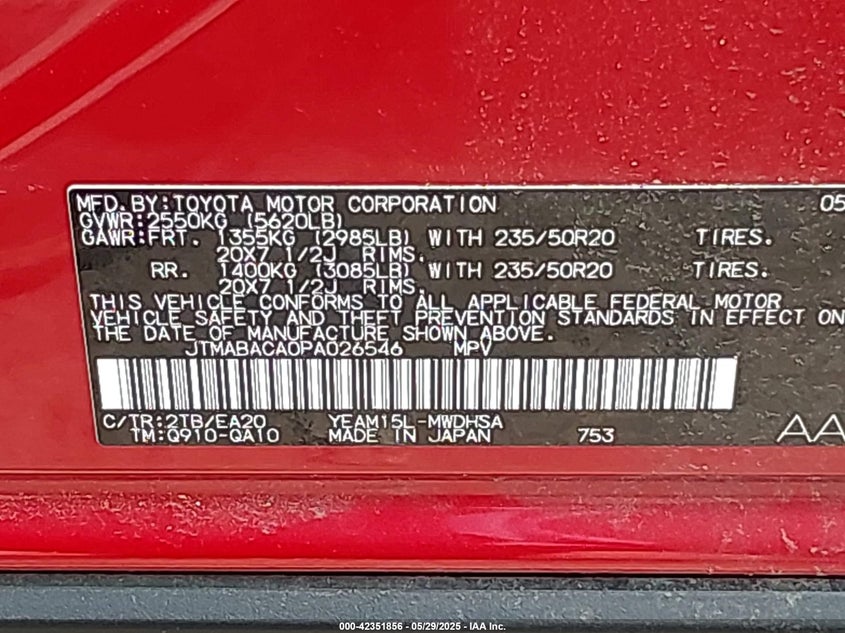 MFD.BY:TOYOTA MOTOR CORPORATION 05
GVWR:2550KG (5620LB)
GAWR:FRT. 1355KG (2985LB) WITH 235/50R20 TIRES.
20X7 1/2J RIMS.
RR. 1400KG (3085LB) WITH 235/50R20 TIRES.
20X7 1/2J RIMS.
THIS VEHICLE CONFORMS TO ALL APPLICABLE FEDERAL MOTOR
VEHICLE SAFETY AND THEFT PREVENTION STANDARDS IN EFFECT ON
THE DATE OF MANUFACTURE SHOWN ABOVE.
JTMABACA0PA026546 MPV
C/TR:2TB/EA20 YEAM15L-MWDHSA
TM:Q910-QA10 MADE IN JAPAN 753 AA
000-42351856 - 05/29/2025 - IAA Inc.